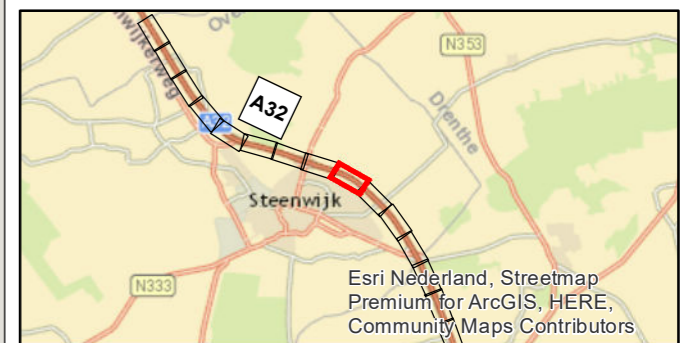 N353
A32
Drenthe
Steenwijk
N333
Esri Nederland, Streetmap
Premium for ArcGIS, HERE,
Community Maps Contributors